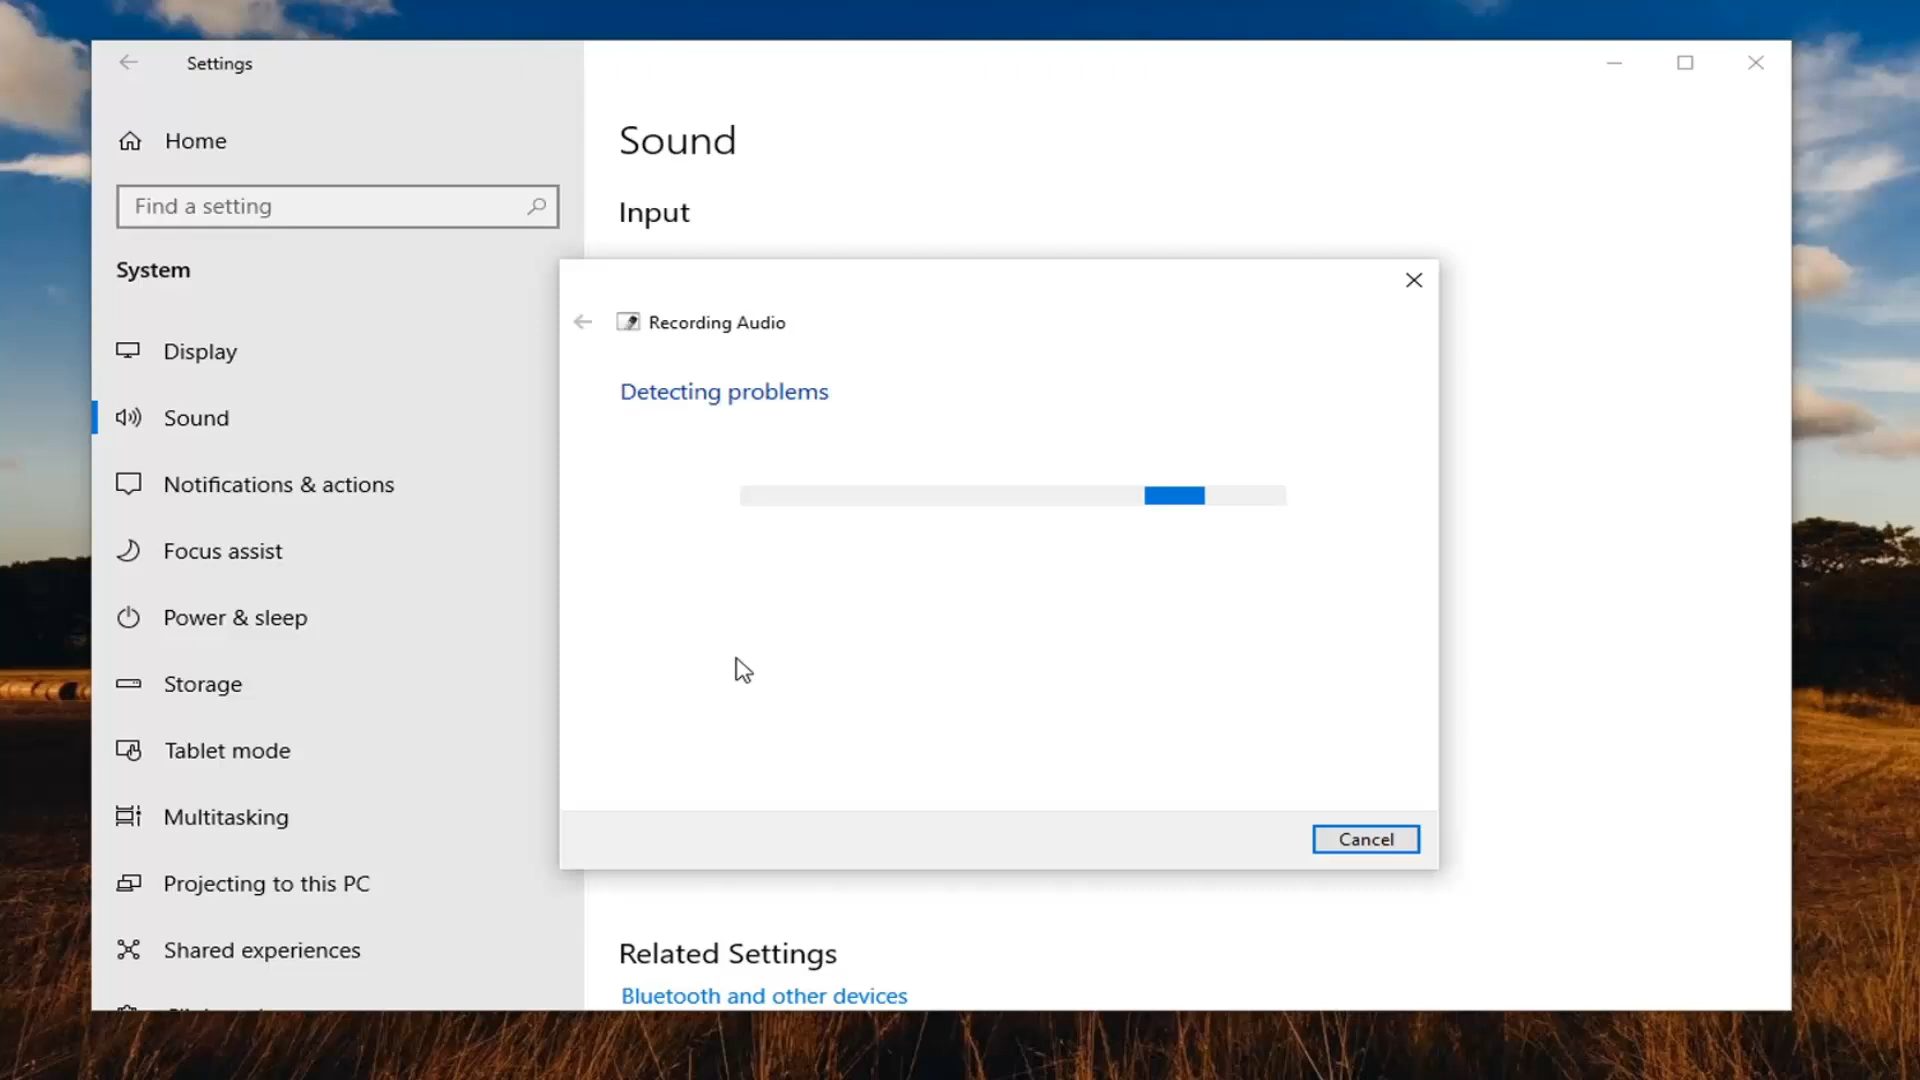 Settings
Home
Find a setting
System
Display
Sound
Notifications & actions
Focus assist
Power & sleep
Storage
Tablet mode
Multitasking
Projecting to this PC
Shared experiences
Sound
Input
Recording Audio
Detecting problems
Cancel
Related Settings
Bluetooth and other devices